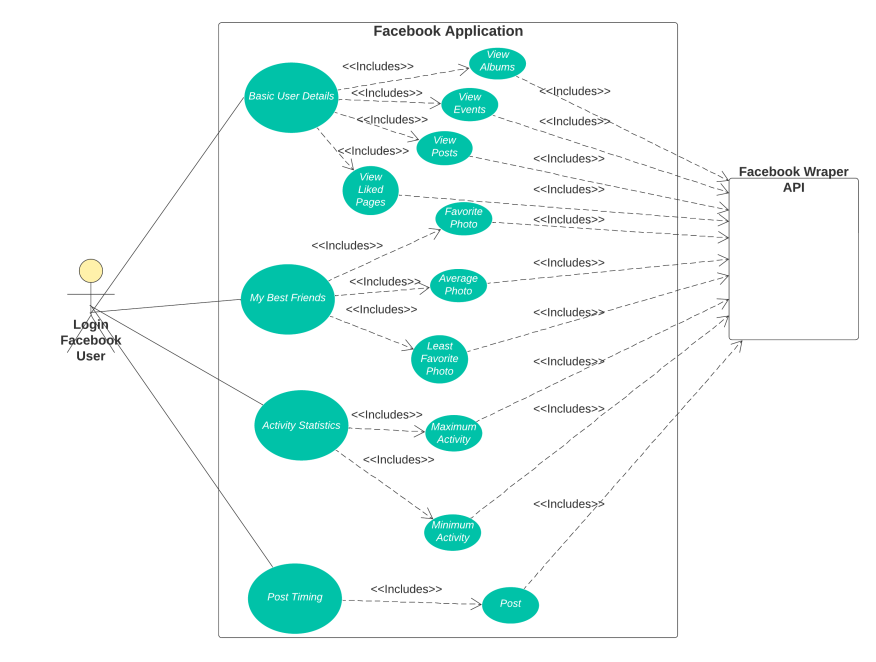 Facebook Application
View
Albums
<<Includes>>
Basic User Details
<<Includes>>
View
Events
<<Includes>>
<<Includes>>
<<Includes>>
View
Posts
<<Includes>>
<<Includes>>
View
Liked
Pages
<<Includes>>
Facebook Wraper
API
<<Includes>>
Favorite
Photo
<<Includes>>
<<Includes>>
My Best Friends
<<Includes>>
Average
Photo
<<Includes>>
<<Includes>>
Least
Favorite
Photo
<<Includes>>
Login
Facebook
User
<<Includes>>
Activity Statistics
<<Includes>>
Maximum
Activity
<<Includes>>
<<Includes>>
Minimum
Activity
<<Includes>>
Post Timing
<<Includes>>
Post